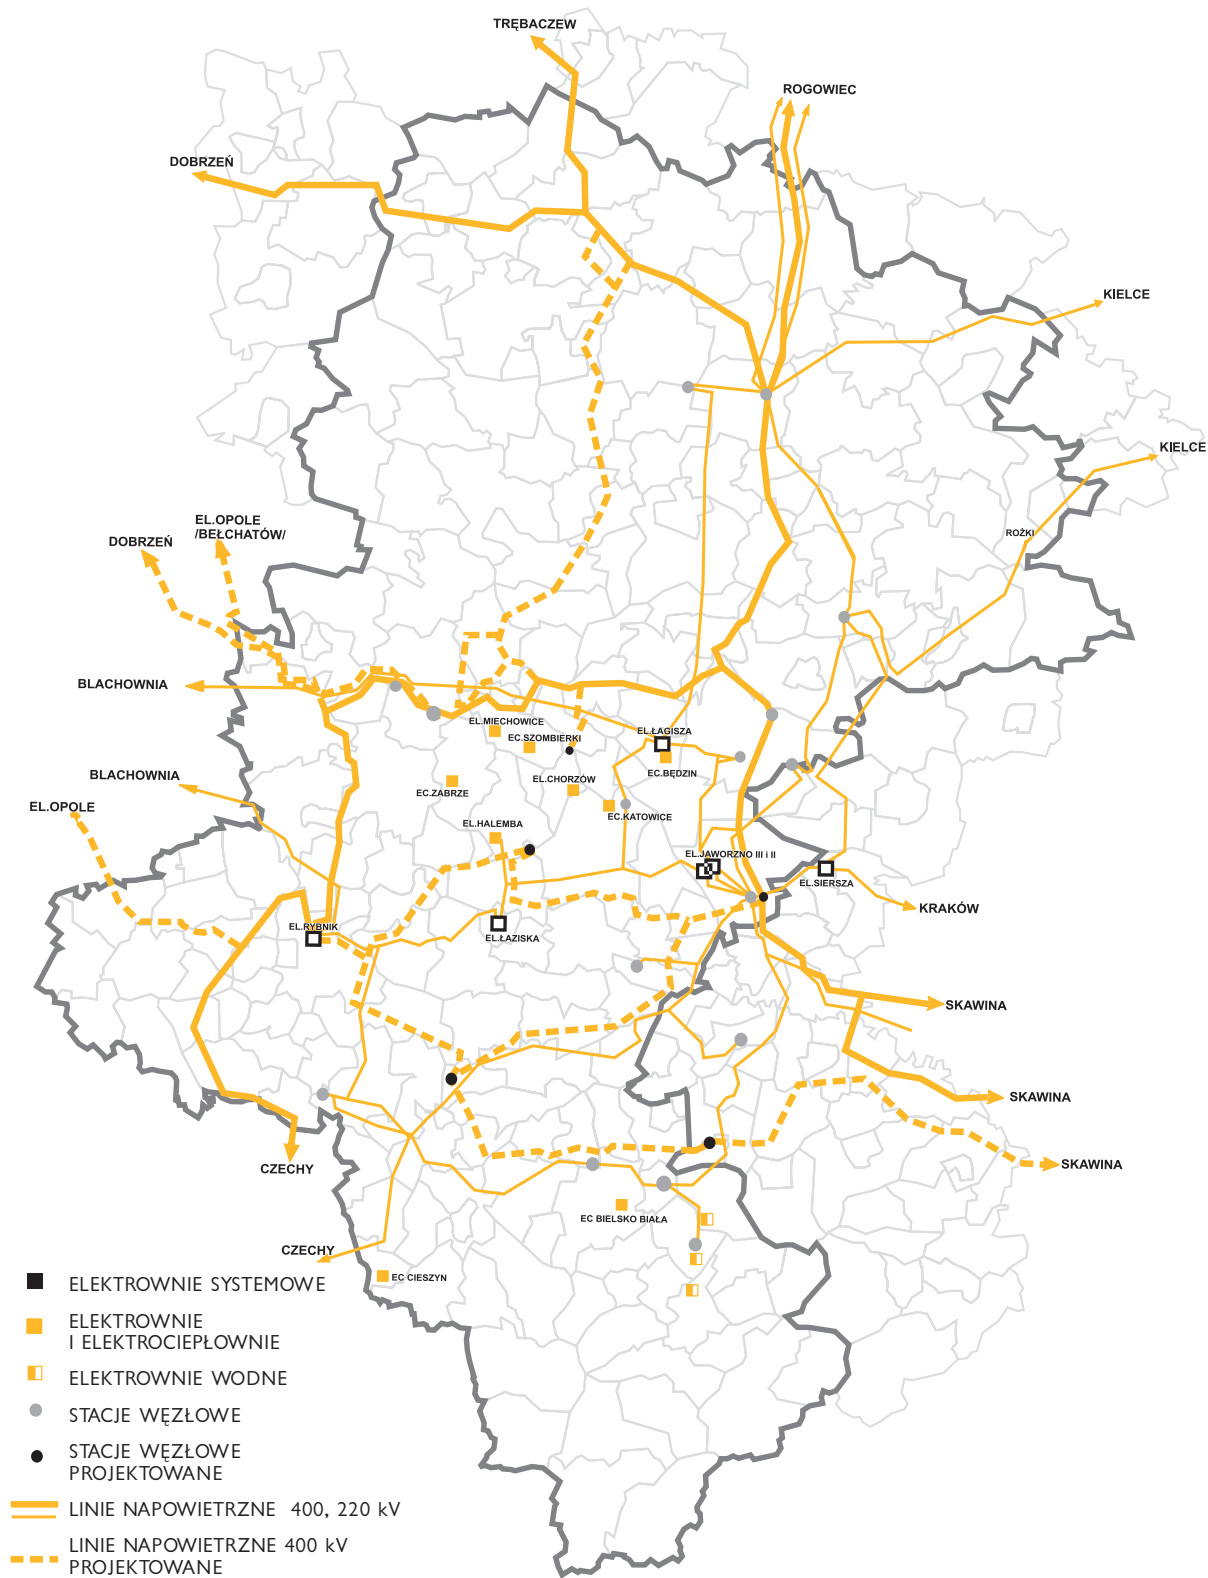 TRĘBACZEW
ROGOWIEC
DOBRZEŃ
KIELCE
KIELCE
EL.OPOLE
/BEŁCHATÓW/
ROŻKI
DOBRZEŃ
BLACHOWNIA
EL.MIECHOWICE
EC.SZOMBIERKI
EL.ŁAGISZA
BLACHOWNIA
EC.BĘDZIN
EL.CHORZÓW
EC.ZABRZE
EL.OPOLE
EC.KATOWICE
EL.HALEMBA
EL.JAWORZNO III i II
EL.SIERSZA
KRAKÓW
EL.RYBNIK
EL.ŁAZISKA
SKAWINA
SKAWINA
SKAWINA
CZECHY
EC BIELSKO BIAŁA
CZECHY
EC CIESZYN
ELEKTROWNIE SYSTEMOWE
ELEKTROWNIE
I ELEKTROCIEPŁOWNIE
ELEKTROWNIE WODNE
STACJE WĘZŁOWE
STACJE WĘZŁOWE
PROJEKTOWANE
LINIE NAPOWIETRZNE 400, 220 kV
LINIE NAPOWIETRZNE 400 kV
PROJEKTOWANE